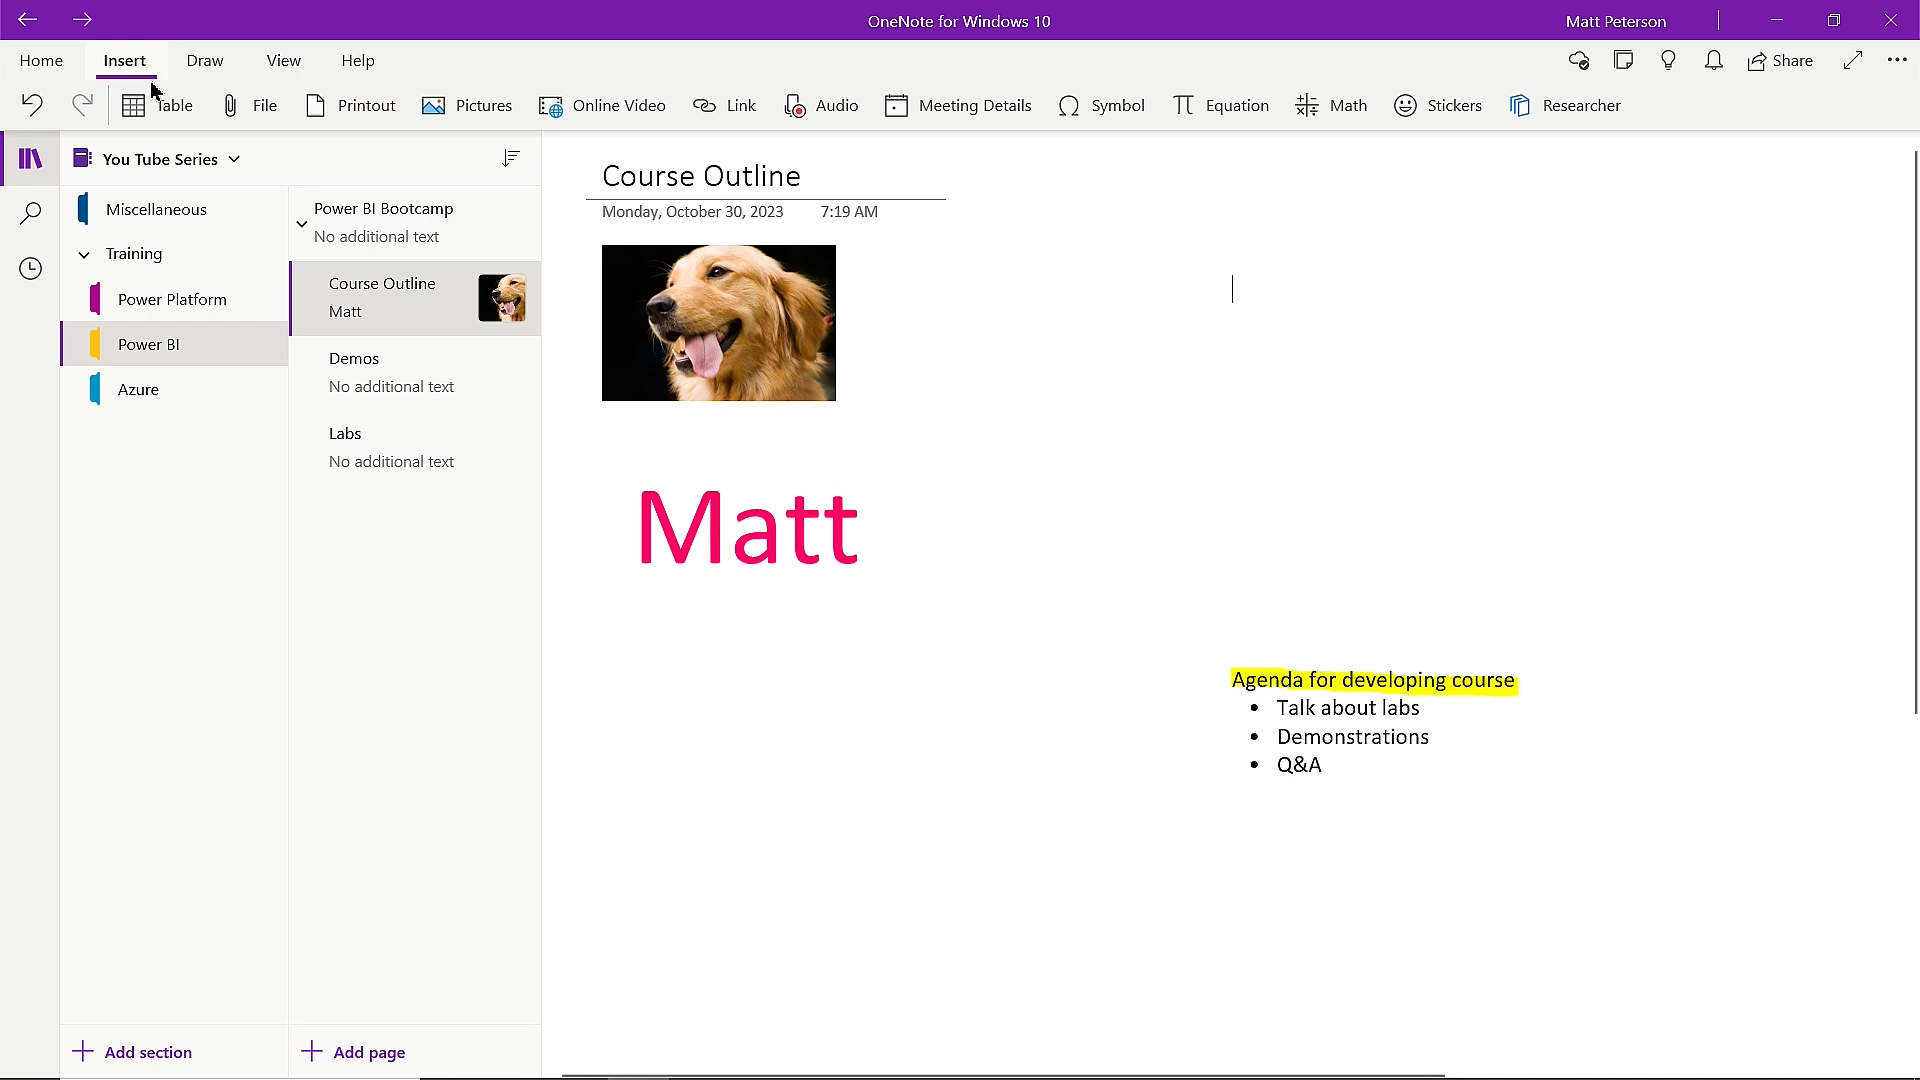 OneNote for Windows 10
Matt Peterson
Home Insert Draw View Help
Share
Table File Printout Pictures Online Video Link Audio Meeting Details Symbol Equation Math Stickers Researcher
You Tube Series
Miscellaneous
Training
Power Platform
Power BI
Azure
Add section
Power BI Bootcamp
No additional text
Course Outline
Matt
Demos
No additional text
Labs
No additional text
Add page
Course Outline
Monday, October 30, 2023 7:19 AM
Matt
Agenda for developing course
• Talk about labs
• Demonstrations
• Q&A